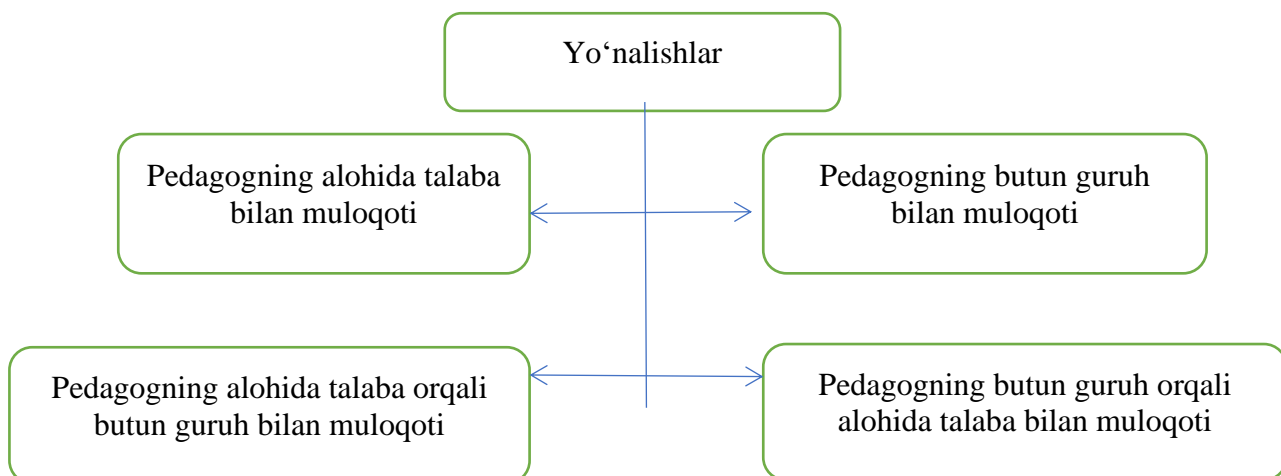 Yo‘nalishlar
Pedagogning alohida talaba
bilan muloqoti
Pedagogning butun guruh
bilan muloqoti
Pedagogning alohida talaba orqali
butun guruh bilan muloqoti
Pedagogning butun guruh orqali
alohida talaba bilan muloqoti